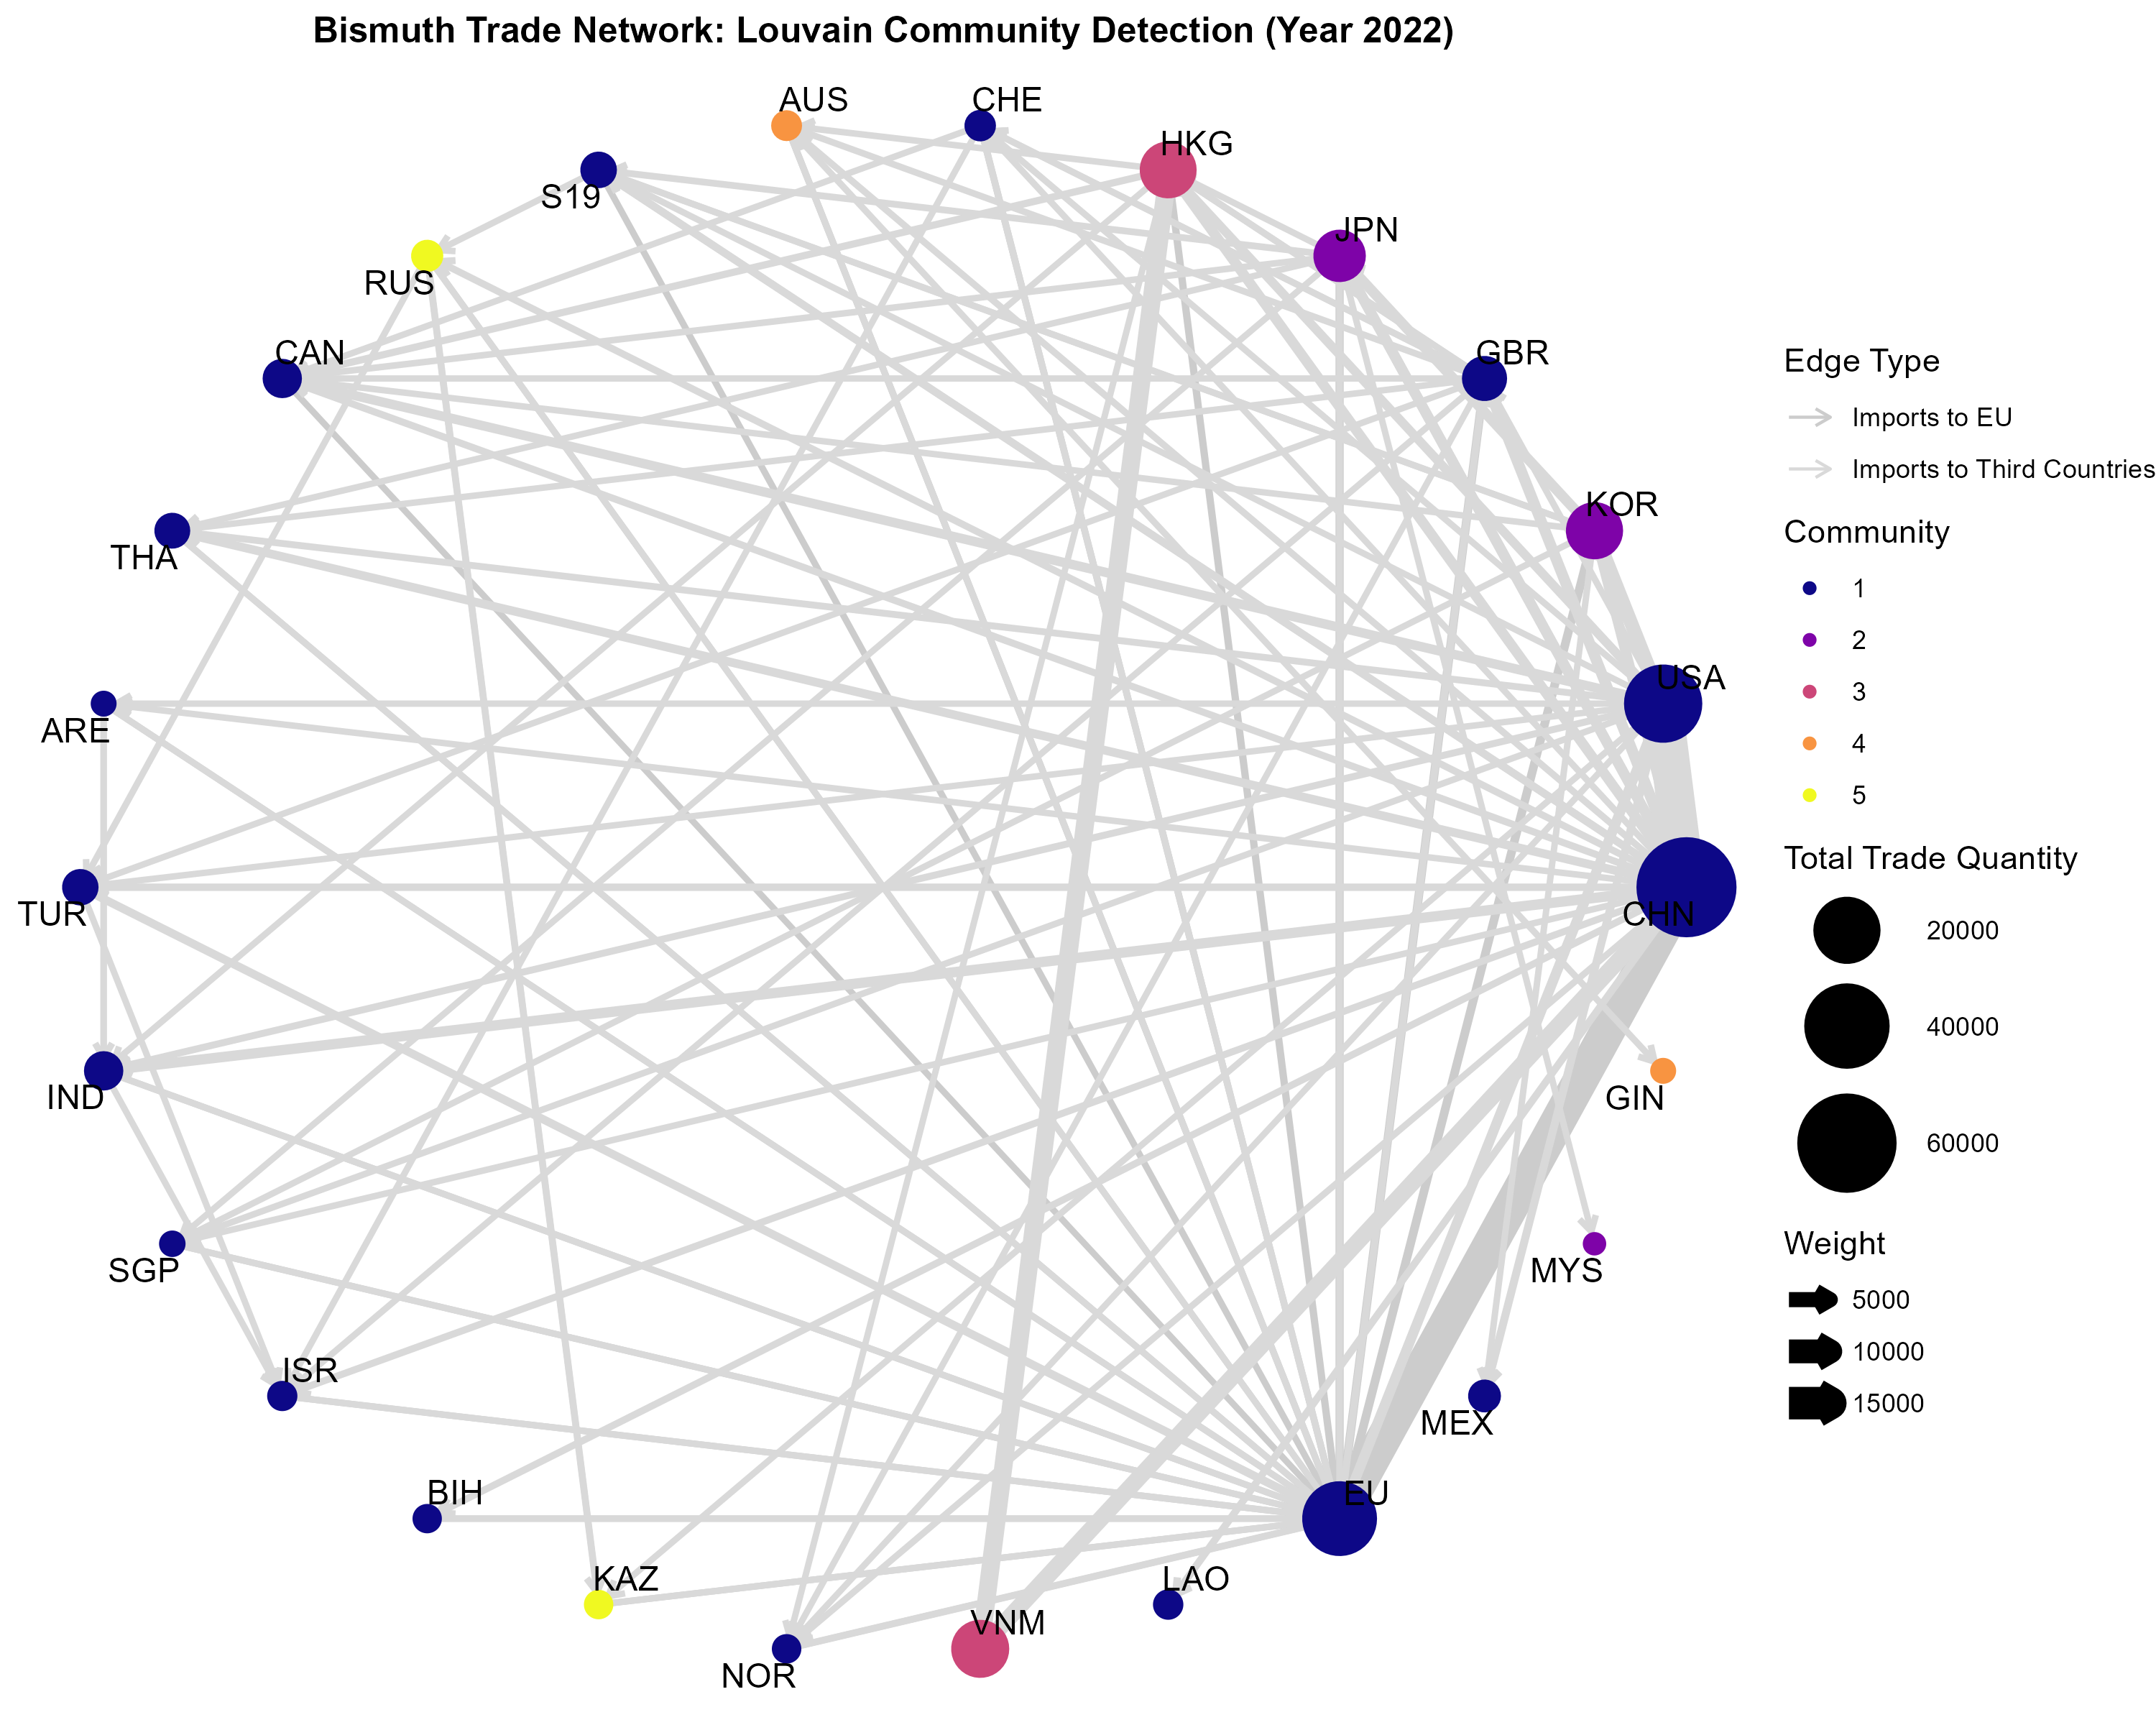 Bismuth Trade Network: Louvain Community Detection (Year 2022)
AUS
CHE
HKG
S19
JPN
RUS
CAN
GBR
KOR
THA
USA
ARE
TUR
CHN
IND
GIN
SGP
MYS
ISR
MEX
BIH
EU
KAZ
LAO
VNM
NOR
Edge Type
Imports to EU
Imports to Third Countries
Community
1
2
3
4
5
Total Trade Quantity
20000
40000
60000
Weight
5000
10000
15000